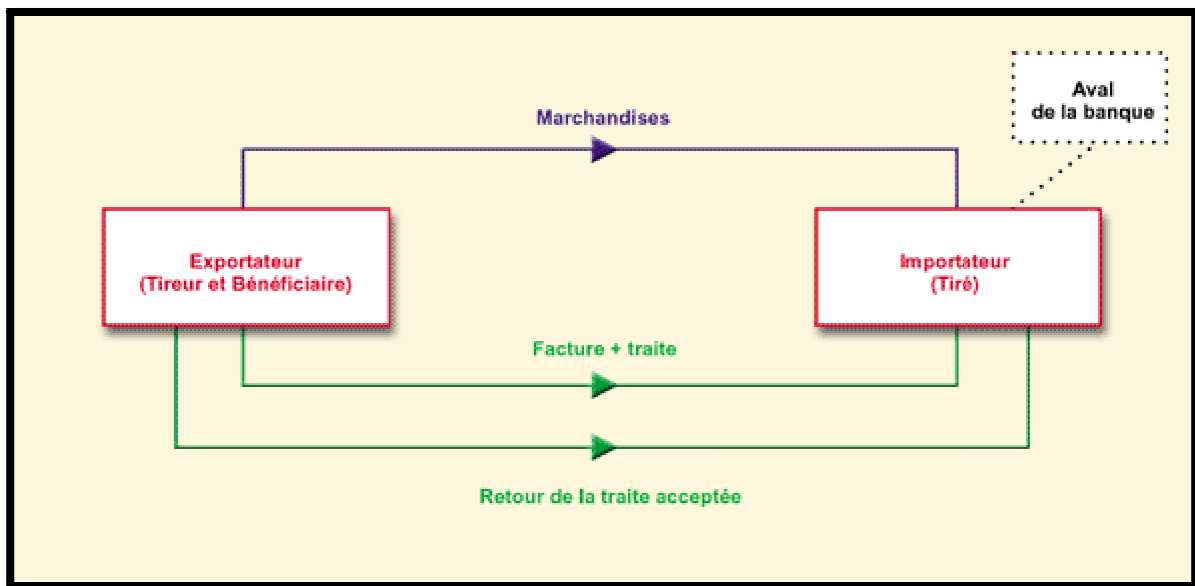 Aval
de la banque
Marchandises
Exportateur
(Tireur et Bénéficiaire)
Importateur
(Tiré)
Facture + traite
Retour de la traite acceptée